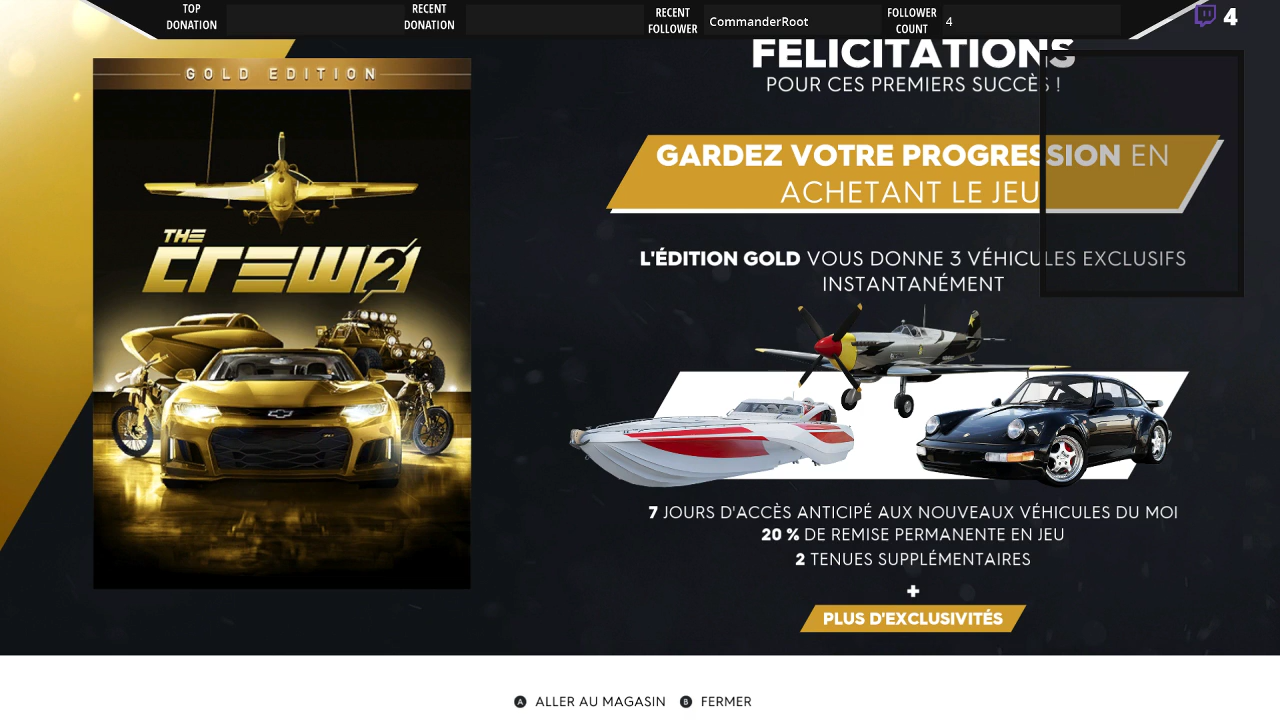 TOP DONATION
RECENT DONATION
RECENT FOLLOWER
CommanderRoot
FOLLOWER COUNT
4
4
GOLD EDITION
THE
CREW 2
FELICITATIONS
POUR CES PREMIERS SUCCÈS !
GARDEZ VOTRE PROGRESSION EN
ACHETANT LE JEU
L'ÉDITION GOLD VOUS DONNE 3 VÉHICULES EXCLUSIFS
INSTANTANÉMENT
7 JOURS D'ACCÈS ANTICIPÉ AUX NOUVEAUX VÉHICULES DU MOI
20 % DE REMISE PERMANENTE EN JEU
2 TENUES SUPPLÉMENTAIRES
+
PLUS D'EXCLUSIVITÉS
A ALLER AU MAGASIN B FERMER